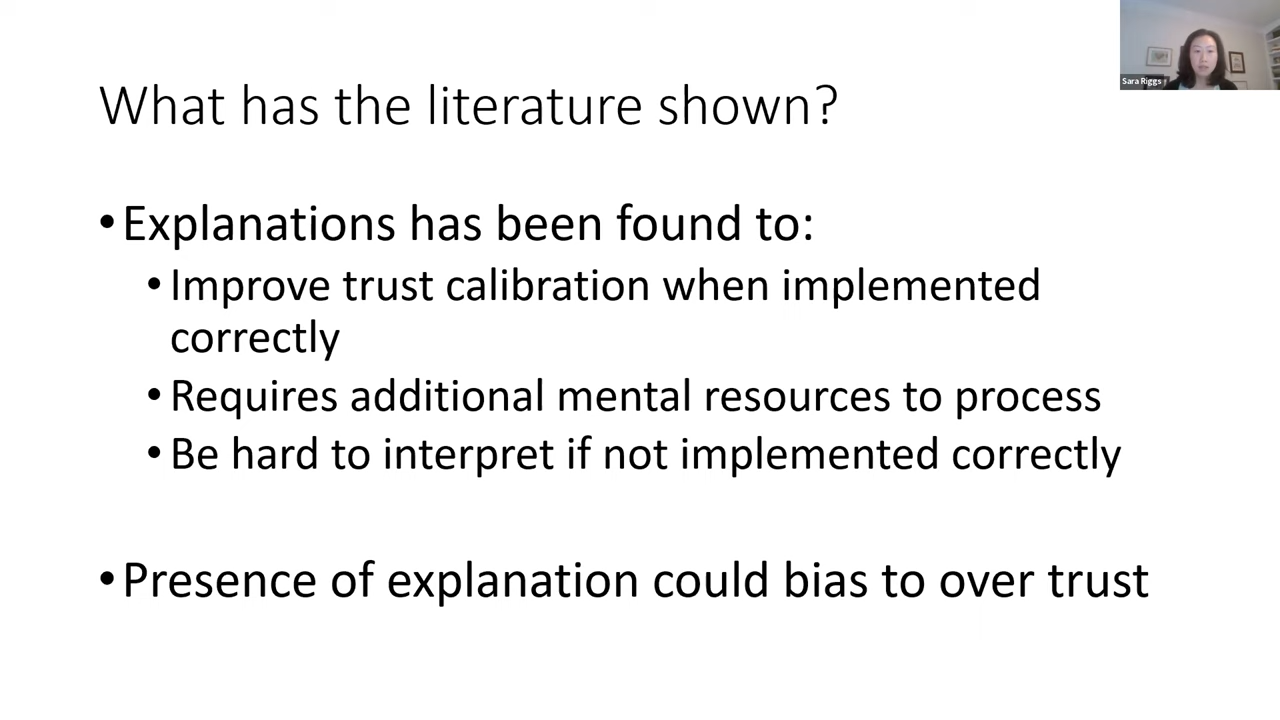 Sara Riggs
What has the literature shown?
•Explanations has been found to:
•Improve trust calibration when implemented
correctly
•Requires additional mental resources to process
•Be hard to interpret if not implemented correctly
•Presence of explanation could bias to over trust